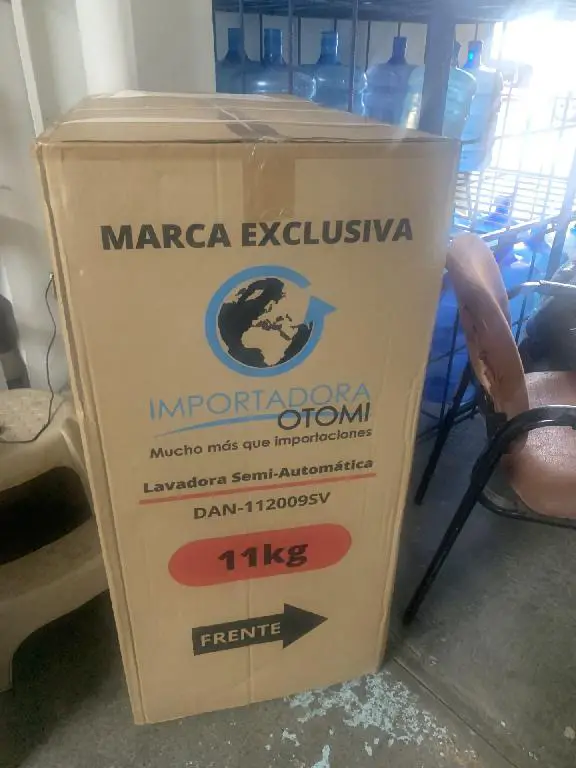 MARCA EXCLUSIVA
IMPORTADORA
OTOMI
Mucho más que importaciones
Lavadora Semi-Automática
DAN-112009SV
11kg
FRENTE